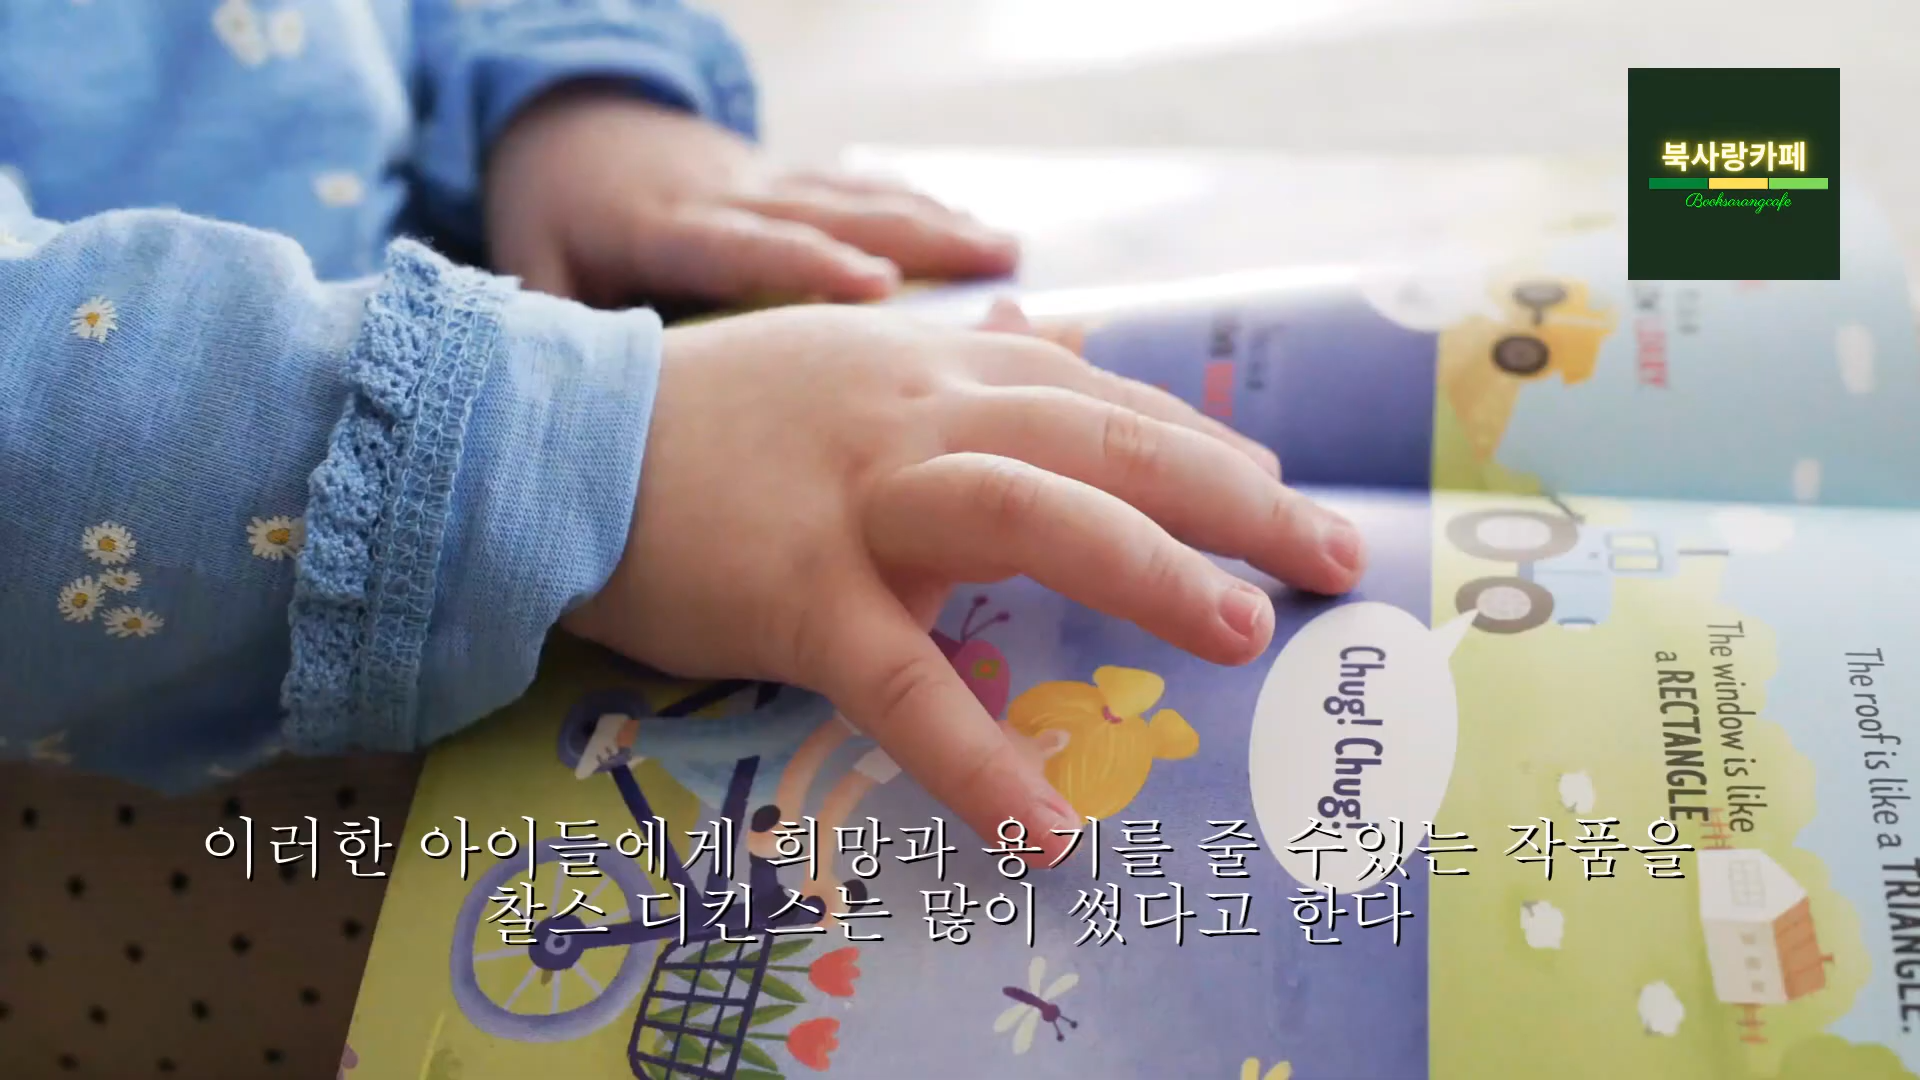 북사랑카페
Booksarangcafe
Chug! Chug!
The window is like
a RECTANGLE
The roof is like a TRIANGLE.
이러한 아이들에게 희망과 용기를 줄 수있는 작품을
찰스 디킨스는 많이 썼다고 한다